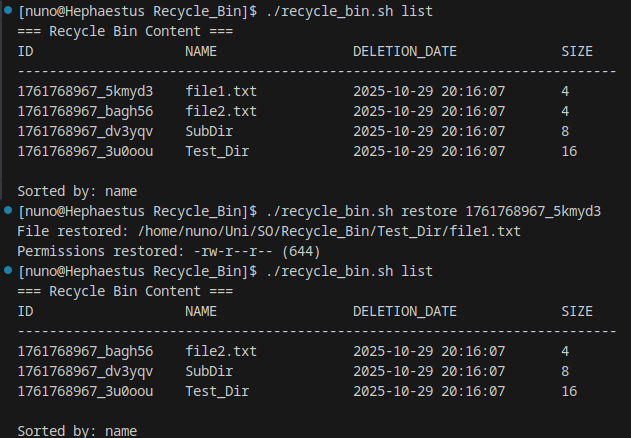 [nuno@Hephaestus Recycle_Bin]$ ./recycle_bin.sh list
=== Recycle Bin Content ===
ID NAME DELETION_DATE SIZE
---------------------------------------------------------------------------
1761768967_5kmyd3 file1.txt 2025-10-29 20:16:07 4
1761768967_bagh56 file2.txt 2025-10-29 20:16:07 4
1761768967_dv3yqv SubDir 2025-10-29 20:16:07 8
1761768967_3u0oou Test_Dir 2025-10-29 20:16:07 16
Sorted by: name
[nuno@Hephaestus Recycle_Bin]$ ./recycle_bin.sh restore 1761768967_5kmyd3
File restored: /home/nuno/Uni/SO/Recycle_Bin/Test_Dir/file1.txt
Permissions restored: -rw-r--r-- (644)
[nuno@Hephaestus Recycle_Bin]$ ./recycle_bin.sh list
=== Recycle Bin Content ===
ID NAME DELETION_DATE SIZE
---------------------------------------------------------------------------
1761768967_bagh56 file2.txt 2025-10-29 20:16:07 4
1761768967_dv3yqv SubDir 2025-10-29 20:16:07 8
1761768967_3u0oou Test_Dir 2025-10-29 20:16:07 16
Sorted by: name